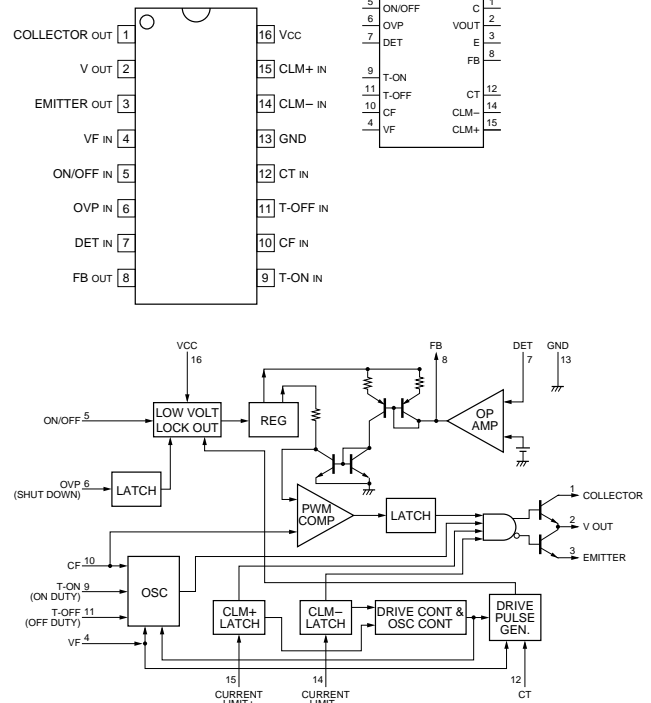 COLLECTOR OUT 1
V OUT 2
EMITTER OUT 3
VF IN 4
ON/OFF IN 5
OVP IN 6
DET IN 7
FB OUT 8
16 VCC
15 CLM+ IN
14 CLM– IN
13 GND
12 CT IN
11 T-OFF IN
10 CF IN
9 T-ON IN
5 ON/OFF
6 OVP
7 DET
9 T-ON
11 T-OFF
10 CF
4 VF
C 1
VOUT 2
E 3
FB 8
CT 12
CLM– 14
CLM+ 15
VCC
16
FB
8
DET
7
GND
13
ON/OFF 5
LOW VOLT
LOCK OUT
REG
OP
AMP
OVP 6
(SHUT DOWN)
LATCH
PWM
COMP
LATCH
1
COLLECTOR
2
V OUT
3
EMITTER
CF 10
T-ON 9
(ON DUTY)
T-OFF 11
(OFF DUTY)
VF 4
OSC
CLM+
LATCH
CLM–
LATCH
DRIVE CONT &
OSC CONT
DRIVE
PULSE
GEN.
15
CURRENT
LIMIT+
14
CURRENT
LIMIT–
12
CT